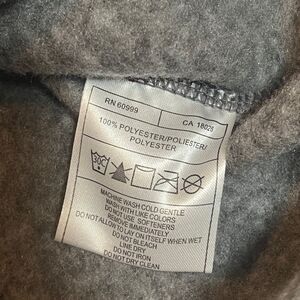 RN 60999 CA 18028
100% POLYESTER/POLIESTER/
POLYESTER
MACHINE WASH COLD GENTLE
WASH WITH LIKE COLORS
DO NOT USE SOFTENERS
REMOVE IMMEDIATELY
DO NOT ALLOW TO LAY ON ITSELF WHEN WET
LINE DRY
DO NOT BLEACH
DO NOT IRON
DO NOT DRY CLEAN